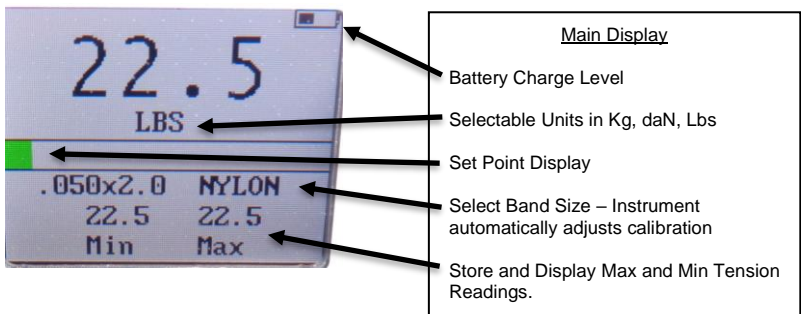 22.5
LBS
.050x2.0 NYLON
22.5 22.5
Min Max
Main Display
Battery Charge Level
Selectable Units in Kg, daN, Lbs
Set Point Display
Select Band Size – Instrument
automatically adjusts calibration
Store and Display Max and Min Tension
Readings.